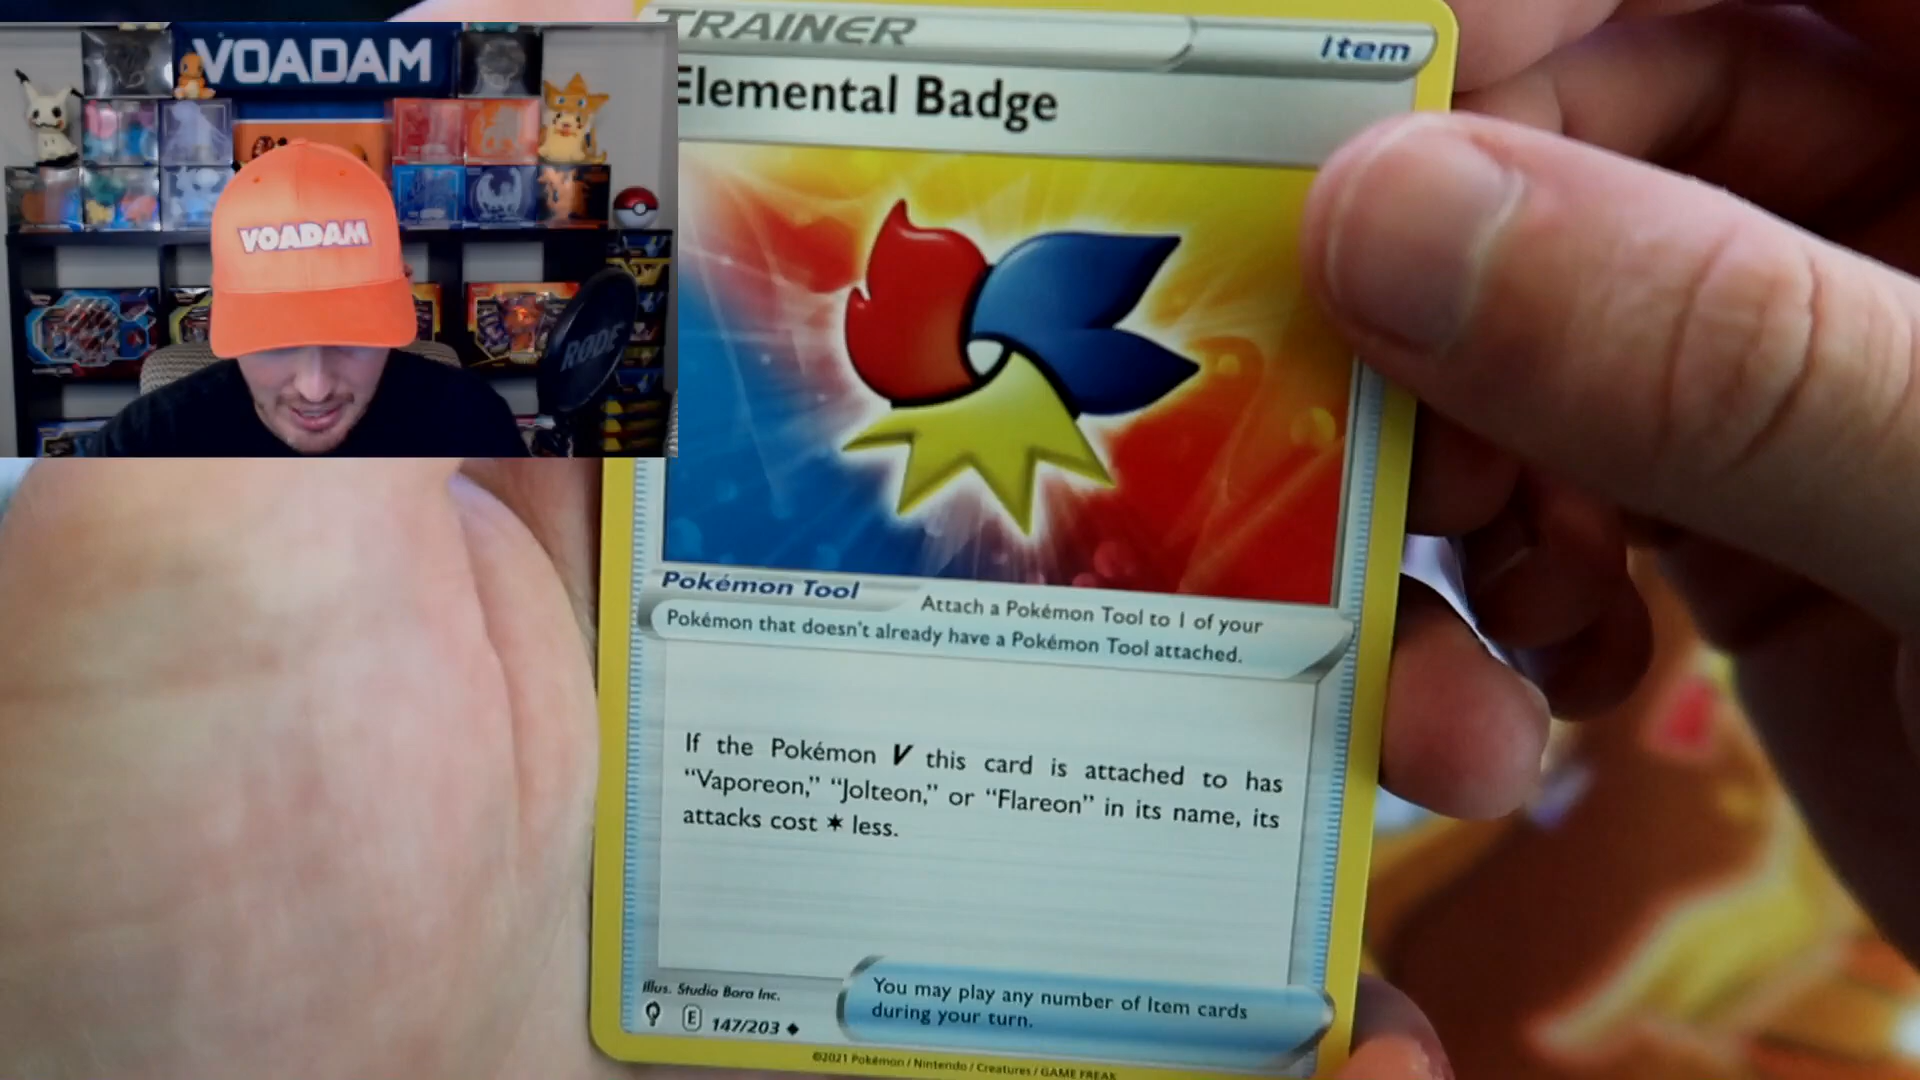 VOADAM
VOADAM
RODE
TRAINER
Item
Elemental Badge
Pokémon Tool
Attach a Pokémon Tool to 1 of your
Pokémon that doesn't already have a Pokémon Tool attached.
If the Pokémon V this card is attached to has
“Vaporeon,” “Jolteon,” or “Flareon” in its name, its
attacks cost ✶ less.
Illus. Studio Bora Inc.
E 147/203 ◆
You may play any number of Item cards
during your turn.
©2021 Pokémon / Nintendo / Creatures / GAME FREAK